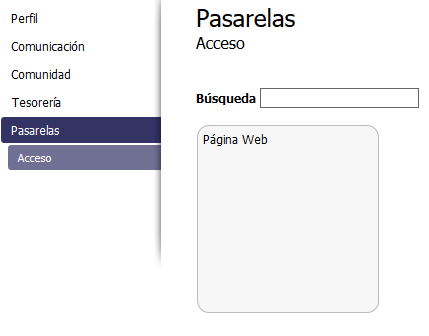 Perfil
Comunicación
Comunidad
Tesorería
Pasarelas
Acceso
Pasarelas
Acceso
Búsqueda
Página Web